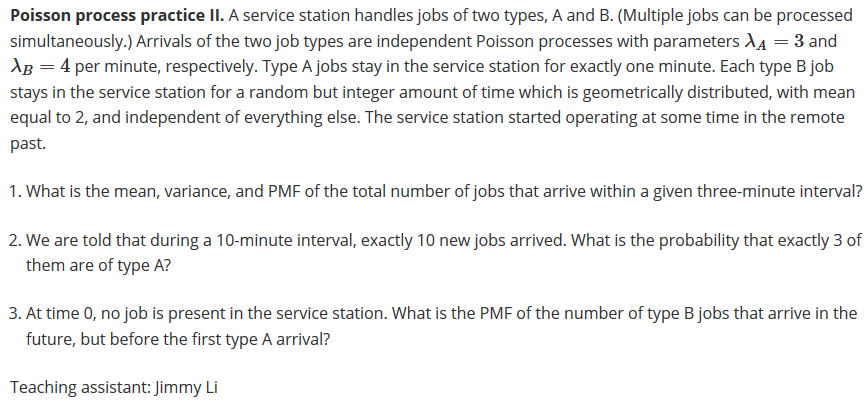 Poisson process practice II. A service station handles jobs of two types, A and B. (Multiple jobs can be processed
simultaneously.) Arrivals of the two job types are independent Poisson processes with parameters λ_A = 3 and
λ_B = 4 per minute, respectively. Type A jobs stay in the service station for exactly one minute. Each type B job
stays in the service station for a random but integer amount of time which is geometrically distributed, with mean
equal to 2, and independent of everything else. The service station started operating at some time in the remote
past.
1. What is the mean, variance, and PMF of the total number of jobs that arrive within a given three-minute interval?
2. We are told that during a 10-minute interval, exactly 10 new jobs arrived. What is the probability that exactly 3 of
them are of type A?
3. At time 0, no job is present in the service station. What is the PMF of the number of type B jobs that arrive in the
future, but before the first type A arrival?
Teaching assistant: Jimmy Li